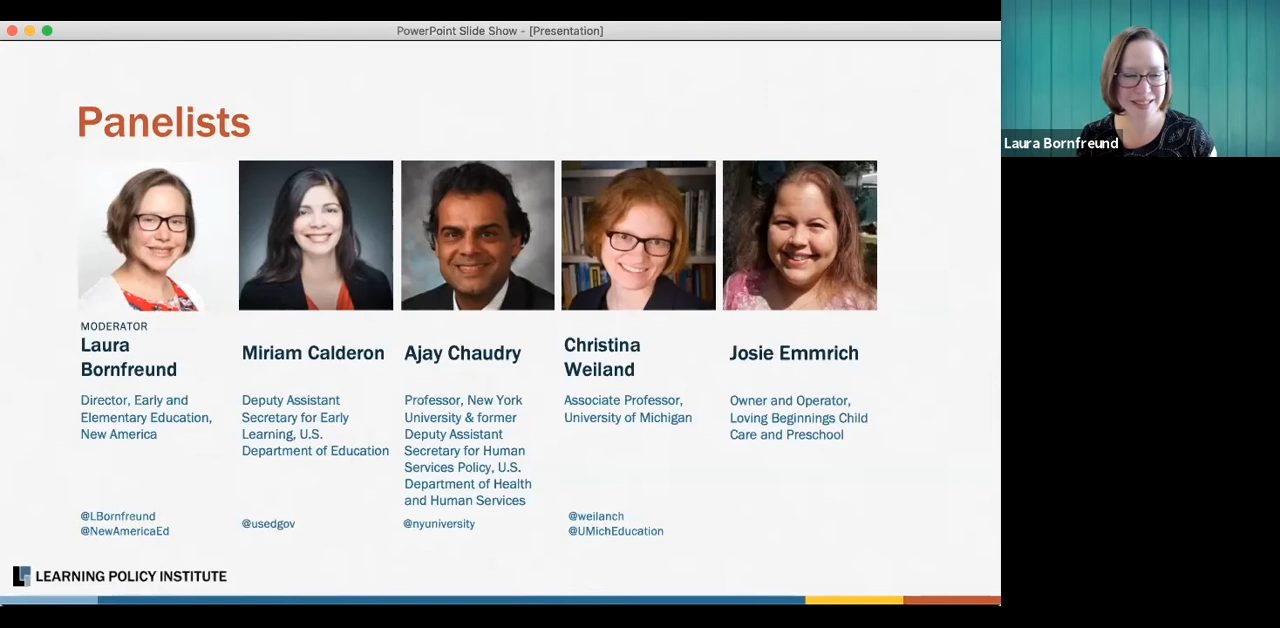 PowerPoint Slide Show - [Presentation]
Laura Bornfreund
Panelists
MODERATOR
Laura
Bornfreund
Director, Early and
Elementary Education,
New America
@LBornfreund
@NewAmericaEd
Miriam Calderon
Deputy Assistant
Secretary for Early
Learning, U.S.
Department of Education
@usedgov
Ajay Chaudry
Professor, New York
University & former
Deputy Assistant
Secretary for Human
Services Policy, U.S.
Department of Health
and Human Services
@nyuniversity
Christina
Weiland
Associate Professor,
University of Michigan
@weilanch
@UMichEducation
Josie Emmrich
Owner and Operator,
Loving Beginnings Child
Care and Preschool
LEARNING POLICY INSTITUTE